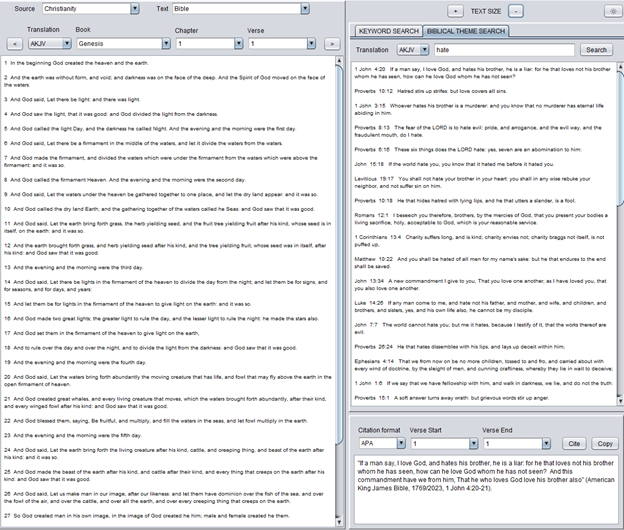 Source Christianity Text Bible
Translation Book Chapter Verse
< AKJV Genesis 1 1 >
1 In the beginning God created the heaven and the earth.
2 And the earth was without form, and void; and darkness was on the face of the deep. And the Spirit of God moved on the face of
the waters.
3 And God said, Let there be light: and there was light.
4 And God saw the light, that it was good: and God divided the light from the darkness.
5 And God called the light Day, and the darkness he called Night. And the evening and the morning were the first day.
6 And God said, Let there be a firmament in the middle of the waters, and let it divide the waters from the waters.
7 And God made the firmament, and divided the waters which were under the firmament from the waters which were above the
firmament: and it was so.
8 And God called the firmament Heaven. And the evening and the morning were the second day.
9 And God said, Let the waters under the heaven be gathered together to one place, and let the dry land appear: and it was so.
10 And God called the dry land Earth; and the gathering together of the waters called he Seas: and God saw that it was good.
11 And God said, Let the earth bring forth grass, the herb yielding seed, and the fruit tree yielding fruit after his kind, whose seed is in
itself, on the earth: and it was so.
12 And the earth brought forth grass, and herb yielding seed after his kind, and the tree yielding fruit, whose seed was in itself, after
his kind: and God saw that it was good.
13 And the evening and the morning were the third day.
14 And God said, Let there be lights in the firmament of the heaven to divide the day from the night; and let them be for signs, and
for seasons, and for days, and years:
15 And let them be for lights in the firmament of the heaven to give light on the earth: and it was so.
16 And God made two great lights; the greater light to rule the day, and the lesser light to rule the night: he made the stars also.
17 And God set them in the firmament of the heaven to give light on the earth,
18 And to rule over the day and over the night, and to divide the light from the darkness: and God saw that it was good.
19 And the evening and the morning were the fourth day.
20 And God said, Let the waters bring forth abundantly the moving creature that has life, and fowl that may fly above the earth in the
open firmament of heaven.
21 And God created great whales, and every living creature that moves, which the waters brought forth abundantly, after their kind,
and every winged fowl after his kind: and God saw that it was good.
22 And God blessed them, saying, Be fruitful, and multiply, and fill the waters in the seas, and let fowl multiply in the earth.
23 And the evening and the morning were the fifth day.
24 And God said, Let the earth bring forth the living creature after his kind, cattle, and creeping thing, and beast of the earth after his
kind: and it was so.
25 And God made the beast of the earth after his kind, and cattle after their kind, and every thing that creeps on the earth after his
kind: and God saw that it was good.
26 And God said, Let us make man in our image, after our likeness: and let them have dominion over the fish of the sea, and over
the fowl of the air, and over the cattle, and over all the earth, and over every creeping thing that creeps on the earth.
27 So God created man in his own image, in the image of God created he him; male and female created he them.
+ TEXT SIZE -
KEYWORD SEARCH BIBLICAL THEME SEARCH
Translation AKJV hate Search
1 John 4:20 If a man say, I love God, and hates his brother, he is a liar: for he that loves not his brother
whom he has seen, how can he love God whom he has not seen?
Proverbs 10:12 Hatred stirs up strifes: but love covers all sins.
1 John 3:15 Whoever hates his brother is a murderer: and you know that no murderer has eternal life
abiding in him.
Proverbs 8:13 The fear of the LORD is to hate evil: pride, and arrogance, and the evil way, and the
fraudulent mouth, do I hate.
Proverbs 6:16 These six things does the LORD hate: yes, seven are an abomination to him:
John 15:18 If the world hate you, you know that it hated me before it hated you.
Leviticus 19:17 You shall not hate your brother in your heart: you shall in any wise rebuke your
neighbor, and not suffer sin on him.
Proverbs 10:18 He that hides hatred with lying lips, and he that utters a slander, is a fool.
Romans 12:1 I beseech you therefore, brothers, by the mercies of God, that you present your bodies a
living sacrifice, holy, acceptable to God, which is your reasonable service.
1 Corinthians 13:4 Charity suffers long, and is kind; charity envies not; charity braggs not itself, is not
puffed up,
Matthew 10:22 And you shall be hated of all men for my name's sake: but he that endures to the end
shall be saved.
John 13:34 A new commandment I give to you, That you love one another; as I have loved you, that
you also love one another.
Luke 14:26 If any man come to me, and hate not his father, and mother, and wife, and children, and
brothers, and sisters, yes, and his own life also, he cannot be my disciple.
John 7:7 The world cannot hate you; but me it hates, because I testify of it, that the works thereof are
evil.
Proverbs 26:24 He that hates dissembles with his lips, and lays up deceit within him;
Ephesians 4:14 That we from now on be no more children, tossed to and fro, and carried about with
every wind of doctrine, by the sleight of men, and cunning craftiness, whereby they lie in wait to deceive;
1 John 1:6 If we say that we have fellowship with him, and walk in darkness, we lie, and do not the truth:
Proverbs 15:1 A soft answer turns away wrath: but grievous words stir up anger.
Citation format Verse Start Verse End
APA 1 1 Cite Copy
"If a man say, I love God, and hates his brother, he is a liar: for he that loves not his brother
whom he has seen, how can he love God whom he has not seen? And this
commandment have we from him, That he who loves God love his brother also" (American
King James Bible, 1769/2023, 1 John 4:20-21).